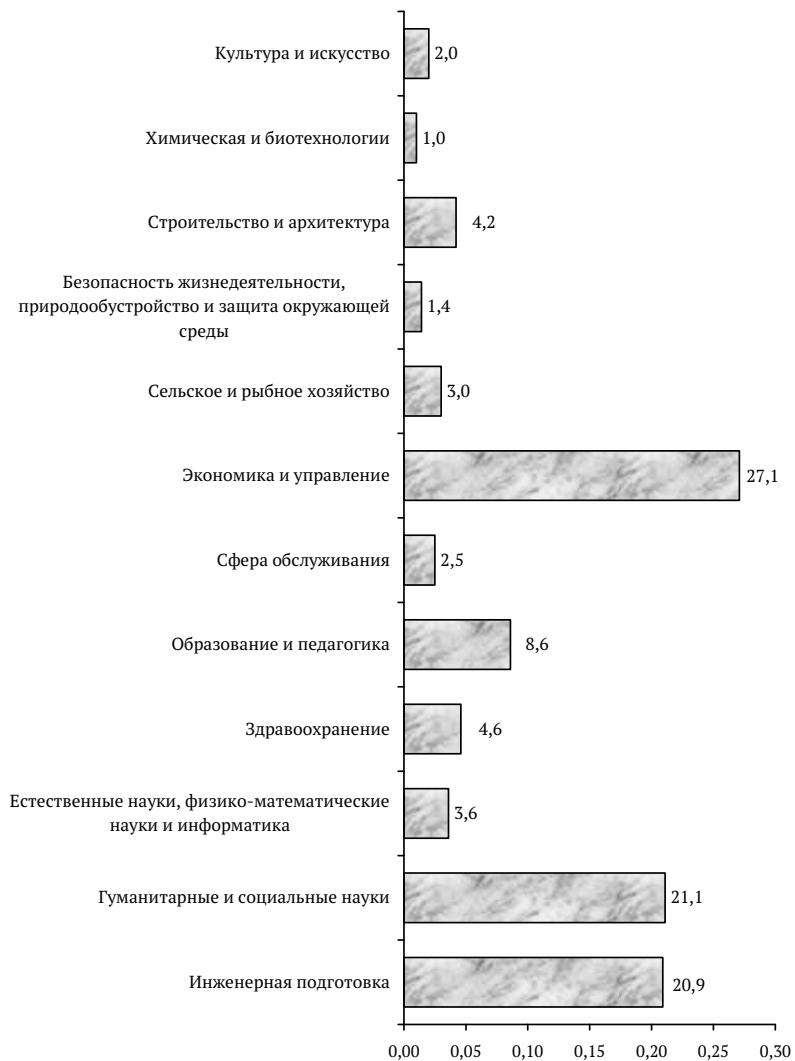 Культура и искусство
2,0
Химическая и биотехнологии
1,0
Строительство и архитектура
4,2
Безопасность жизнедеятельности,
природообустройство и защита окружающей
среды
1,4
Сельское и рыбное хозяйство
3,0
Экономика и управление
27,1
Сфера обслуживания
2,5
Образование и педагогика
8,6
Здравоохранение
4,6
Естественные науки, физико-математические
науки и информатика
3,6
Гуманитарные и социальные науки
21,1
Инженерная подготовка
20,9
0,00 0,05 0,10 0,15 0,20 0,25 0,30